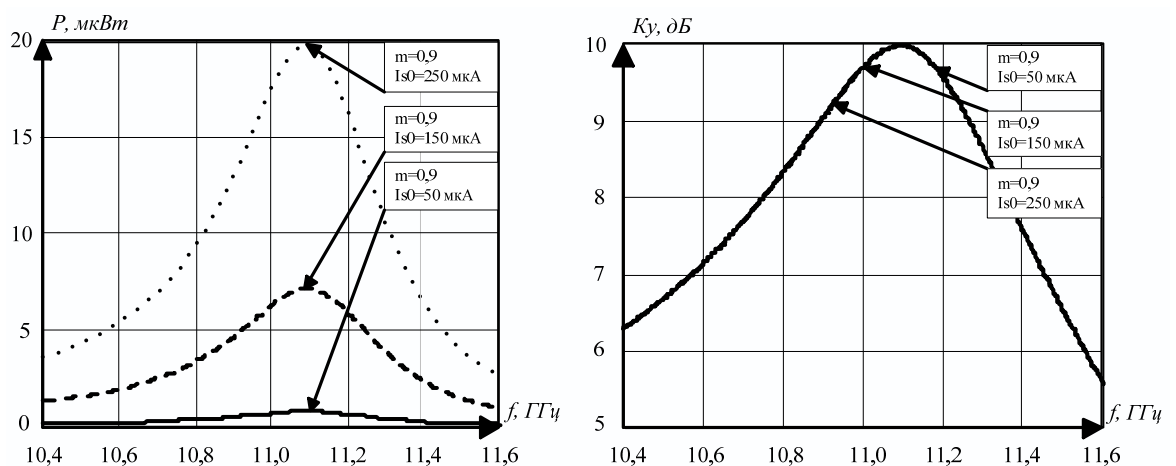 P, мкВт
20
15
10
5
0
m=0,9
Is0=250 мкА
m=0,9
Is0=150 мкА
m=0,9
Is0=50 мкА
f, ГГц
10,4 10,6 10,8 11,0 11,2 11,4 11,6
Ку, дБ
10
9
8
7
6
5
m=0,9
Is0=50 мкА
m=0,9
Is0=150 мкА
m=0,9
Is0=250 мкА
f, ГГц
10,4 10,6 10,8 11,0 11,2 11,4 11,6